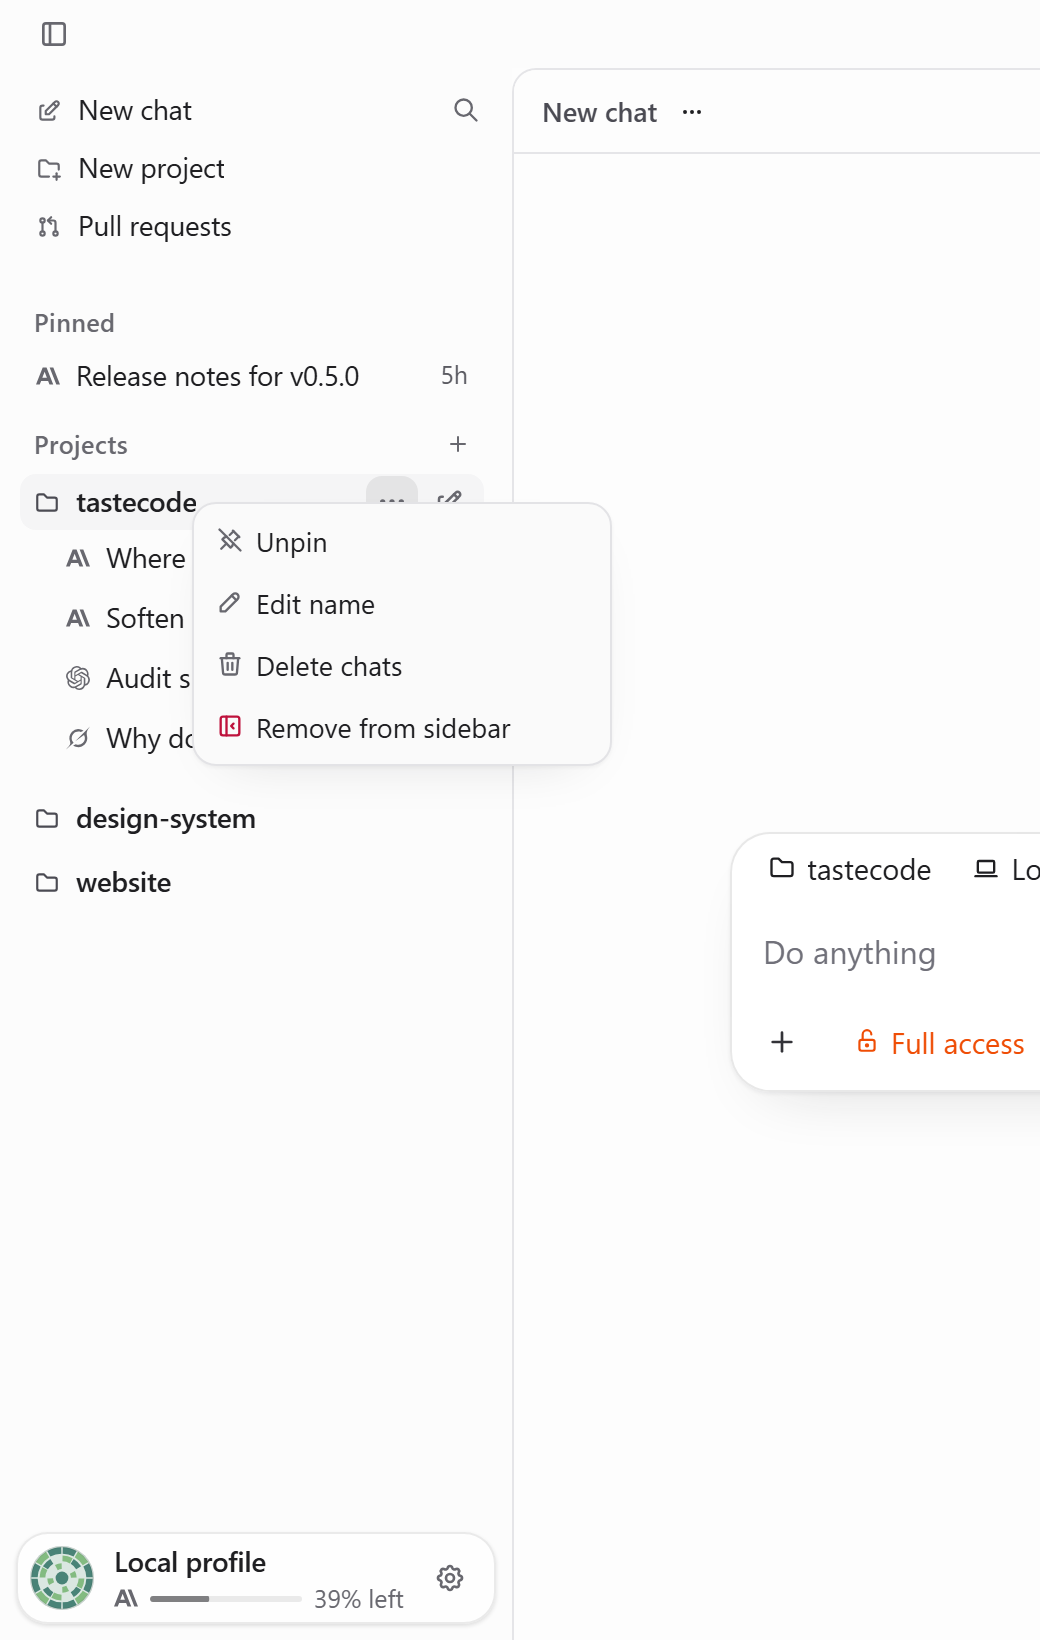 New chat
New project
Pull requests
Pinned
Release notes for v0.5.0 5h
Projects
tastecode
Where
Soften
Audit s
Why do
design-system
website
Unpin
Edit name
Delete chats
Remove from sidebar
Local profile
39% left
New chat
tastecode Lo
Do anything
Full access